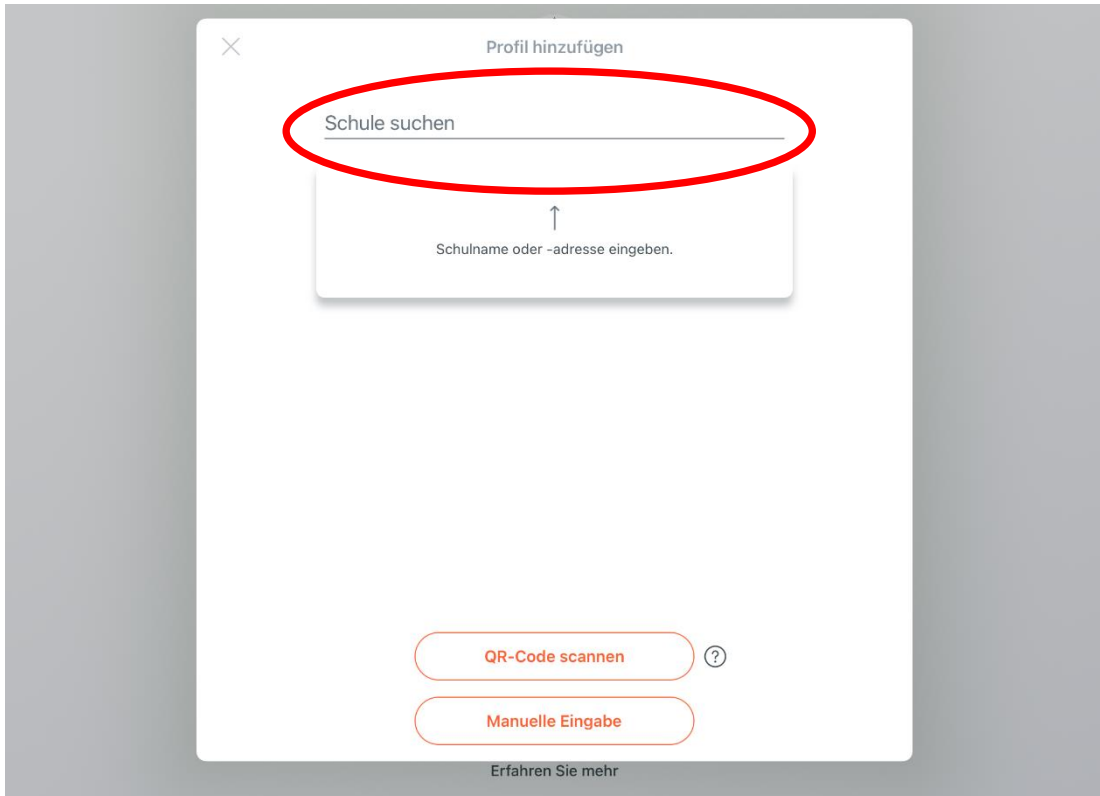 Profil hinzufügen
Schule suchen
Schulname oder -adresse eingeben.
QR-Code scannen
?
Manuelle Eingabe
Erfahren Sie mehr